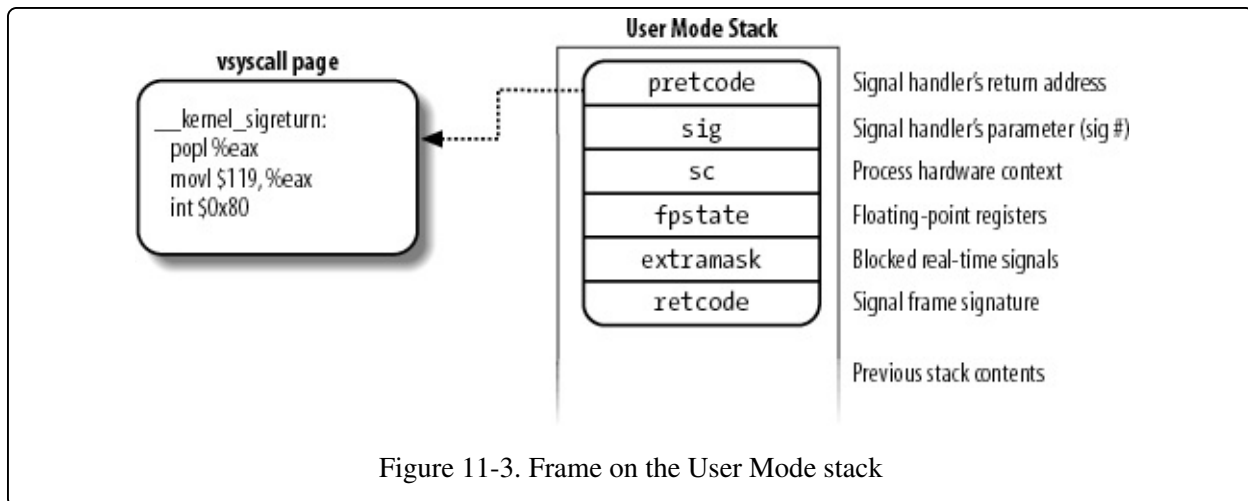 User Mode Stack
vsyscall page
__kernel_sigreturn:
popl %eax
movl $119, %eax
int $0x80
pretcode Signal handler's return address
sig Signal handler's parameter (sig #)
sc Process hardware context
fpstate Floating-point registers
extramask Blocked real-time signals
retcode Signal frame signature
Previous stack contents
Figure 11-3. Frame on the User Mode stack